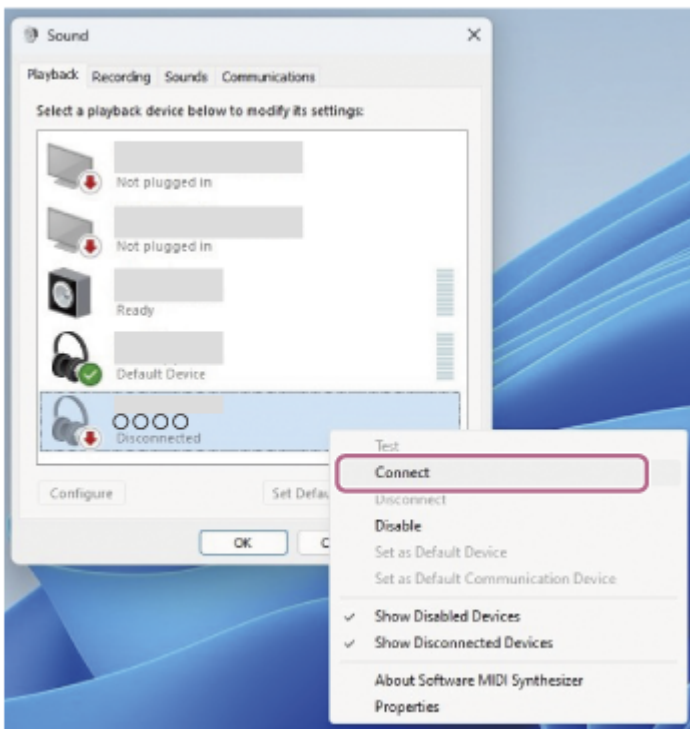 Sound
Playback Recording Sounds Communications
Select a playback device below to modify its settings:
Not plugged in
Not plugged in
Ready
Default Device
○○○○
Disconnected
Configure
Set Defau
OK
C
Test
Connect
Disconnect
Disable
Set as Default Device
Set as Default Communication Device
✓ Show Disabled Devices
✓ Show Disconnected Devices
About Software MIDI Synthesizer
Properties